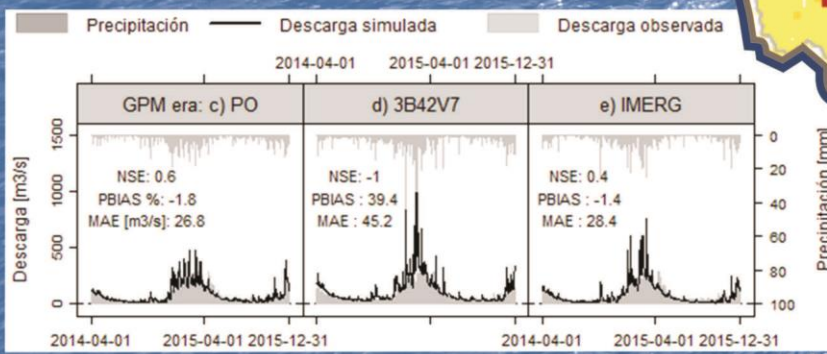 Precipitación Descarga simulada Descarga observada
2014-04-01 2015-04-01 2015-12-31
GPM era: c) PO d) 3B42V7 e) IMERG
Descarga [m3/s]
1500
1000
500
0
NSE: 0.6
PBIAS %: -1.8
MAE [m3/s]: 26.8
NSE: -1
PBIAS : 39.4
MAE : 45.2
NSE: 0.4
PBIAS : -1.4
MAE : 28.4
0
20
40
60
80
100
Precipitación [mm]
2014-04-01 2015-04-01 2015-12-31 2014-04-01 2015-04-01 2015-12-31